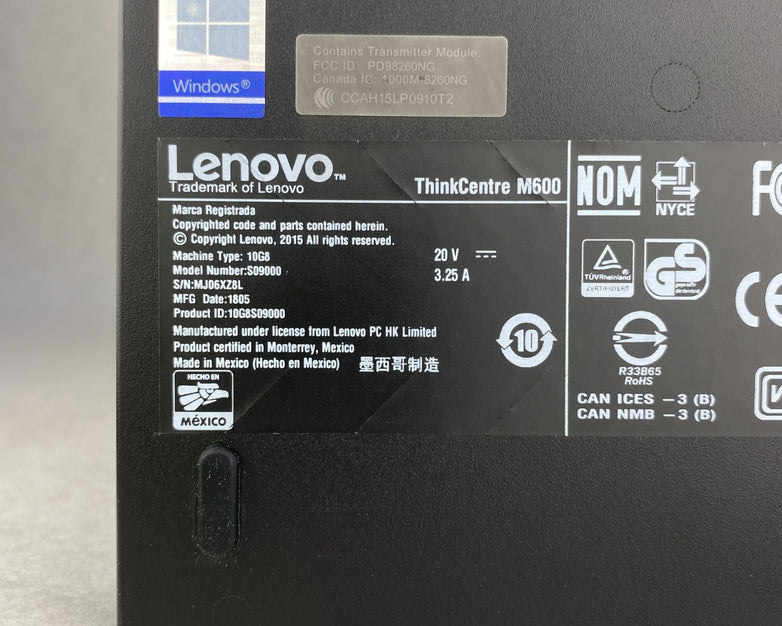 Windows®
Contains Transmitter Module:
FCC ID PD98260NG
Canada IC: 1000M-8260NG
CCAH15LP0910T2
Lenovo™
Trademark of Lenovo
ThinkCentre M600
Marca Registrada
Copyrighted code and parts contained herein.
© Copyright Lenovo, 2015 All rights reserved.
Machine Type: 10G8
Model Number:S09000
S/N:MJ06XZ8L
MFG Date:1805
Product ID:10G8S09000
20 V
3.25 A
Manufactured under license from Lenovo PC HK Limited
Product certified in Monterrey, Mexico
Made in Mexico (Hecho en Mexico) 墨西哥制造
HECHO EN
MÉXICO
10
NOM
NYCE
TÜVRheinland
ZERTIFIZIERT
GS
geprüfte
Sicherheit
R33B65
RoHS
CAN ICES -3 (B)
CAN NMB -3 (B)